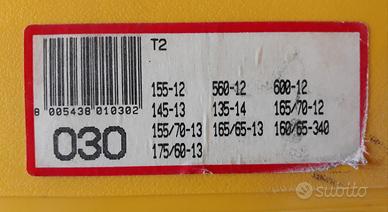 T2
155-12 560-12 600-12
145-13 135-14 165/70-12
155/70-13 165/65-13 160/65-340
175/60-13
8 005438 010302
030
subito